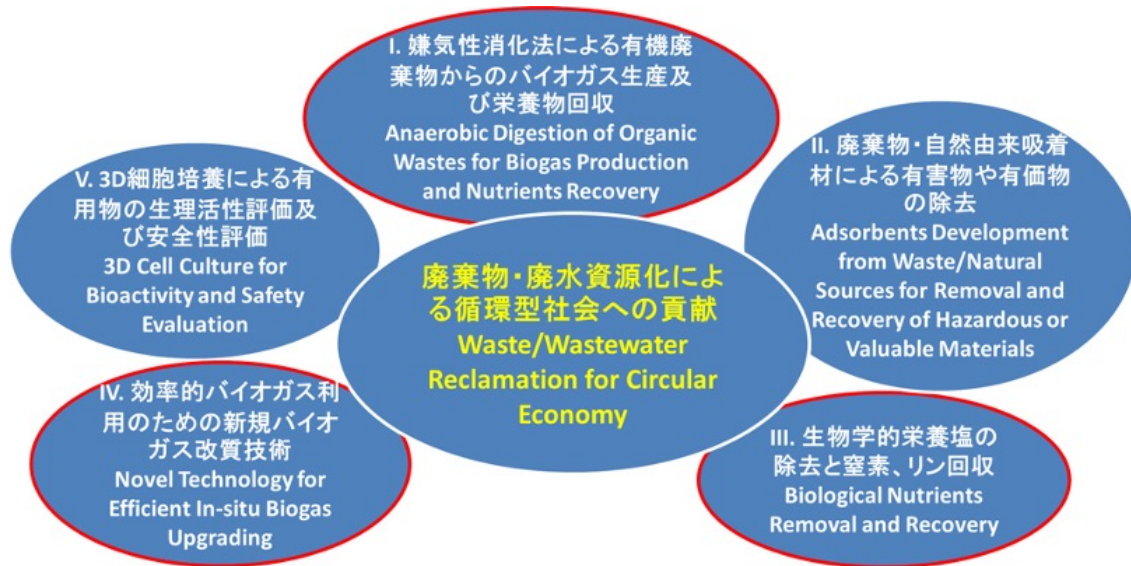 I. 嫌気性消化法による有機廃
棄物からのバイオガス生産及
び栄養物回収
Anaerobic Digestion of Organic
Wastes for Biogas Production
and Nutrients Recovery
II. 廃棄物・自然由来吸着
材による有害物や有価物
の除去
Adsorbents Development
from Waste/Natural
Sources for Removal and
Recovery of Hazardous or
Valuable Materials
III. 生物学的栄養塩の
除去と窒素、リン回収
Biological Nutrients
Removal and Recovery
IV. 効率的バイオガス利
用のための新規バイオ
ガス改質技術
Novel Technology for
Efficient In-situ Biogas
Upgrading
V. 3D細胞培養による有
用物の生理活性評価及
び安全性評価
3D Cell Culture for
Bioactivity and Safety
Evaluation
廃棄物・廃水資源化によ
る循環型社会への貢献
Waste/Wastewater
Reclamation for Circular
Economy